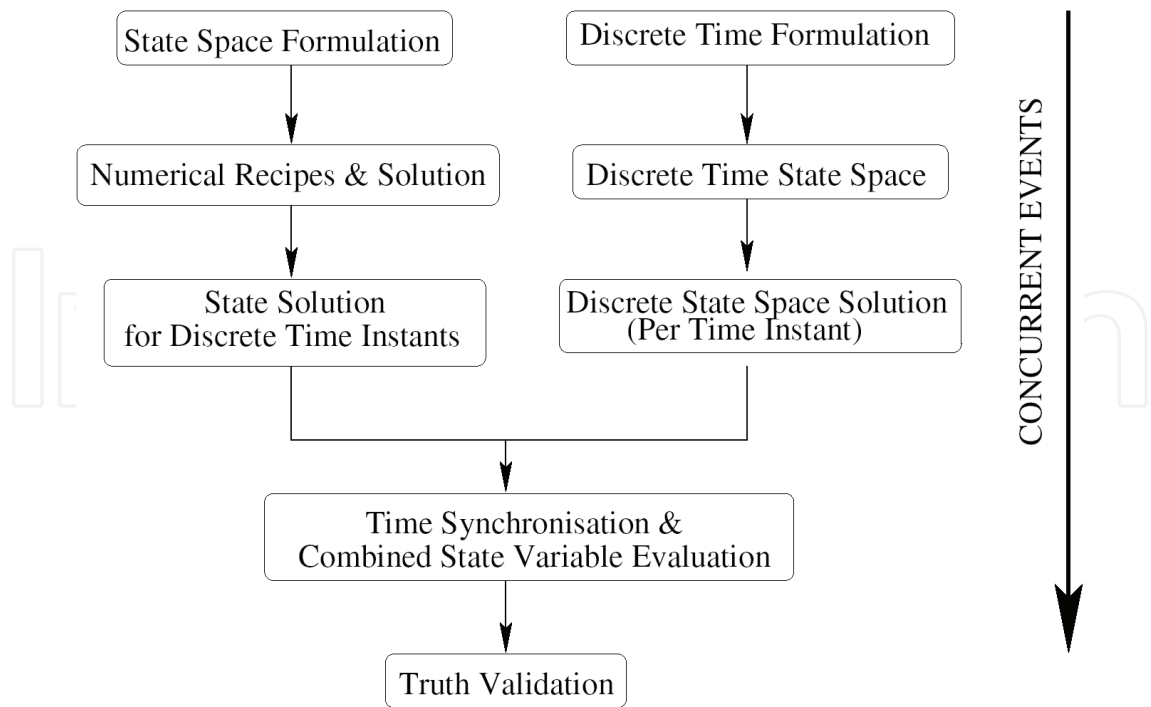 State Space Formulation
Discrete Time Formulation
Numerical Recipes & Solution
Discrete Time State Space
State Solution
for Discrete Time Instants
Discrete State Space Solution
(Per Time Instant)
Time Synchronisation &
Combined State Variable Evaluation
Truth Validation
CONCURRENT EVENTS